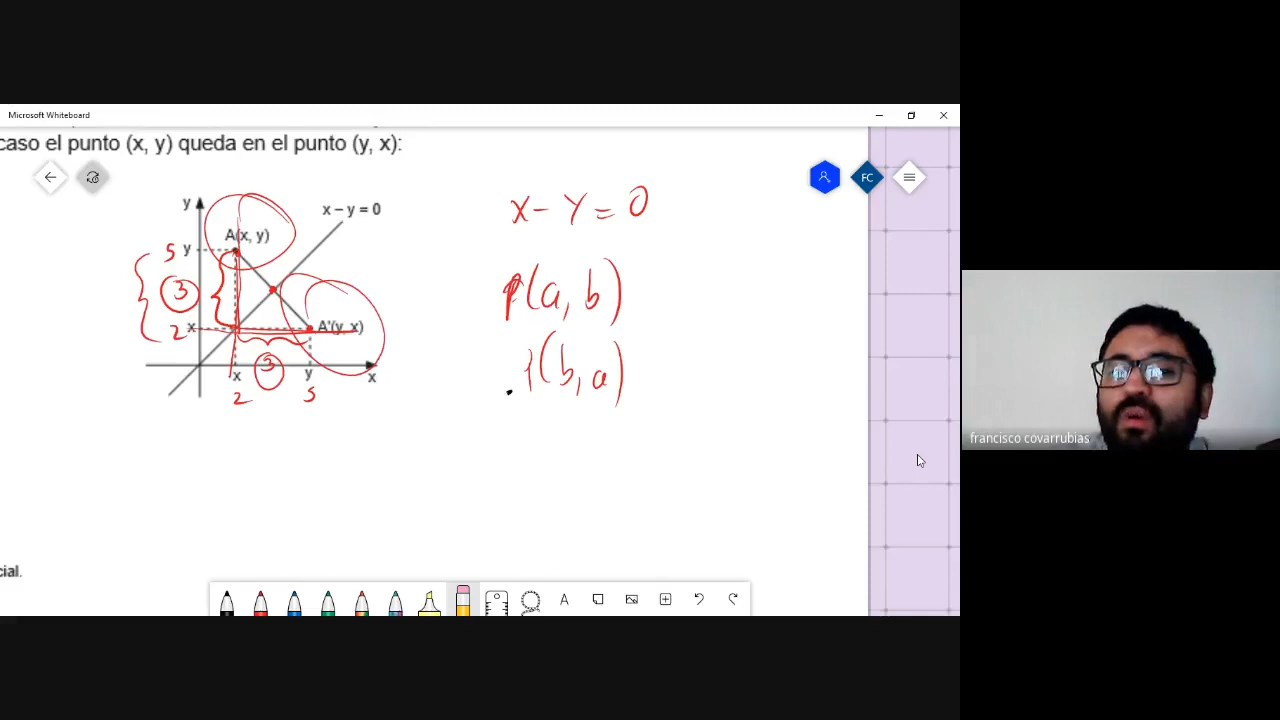 Microsoft Whiteboard
caso el punto (x, y) queda en el punto (y, x):
FC
y
x – y = 0
A(x, y)
5 y
3
2 x
A'(y, x)
x
3
y
x
2
5
x - y = 0
P(a, b)
P(b, a)
cial.
A
francisco covarrubias